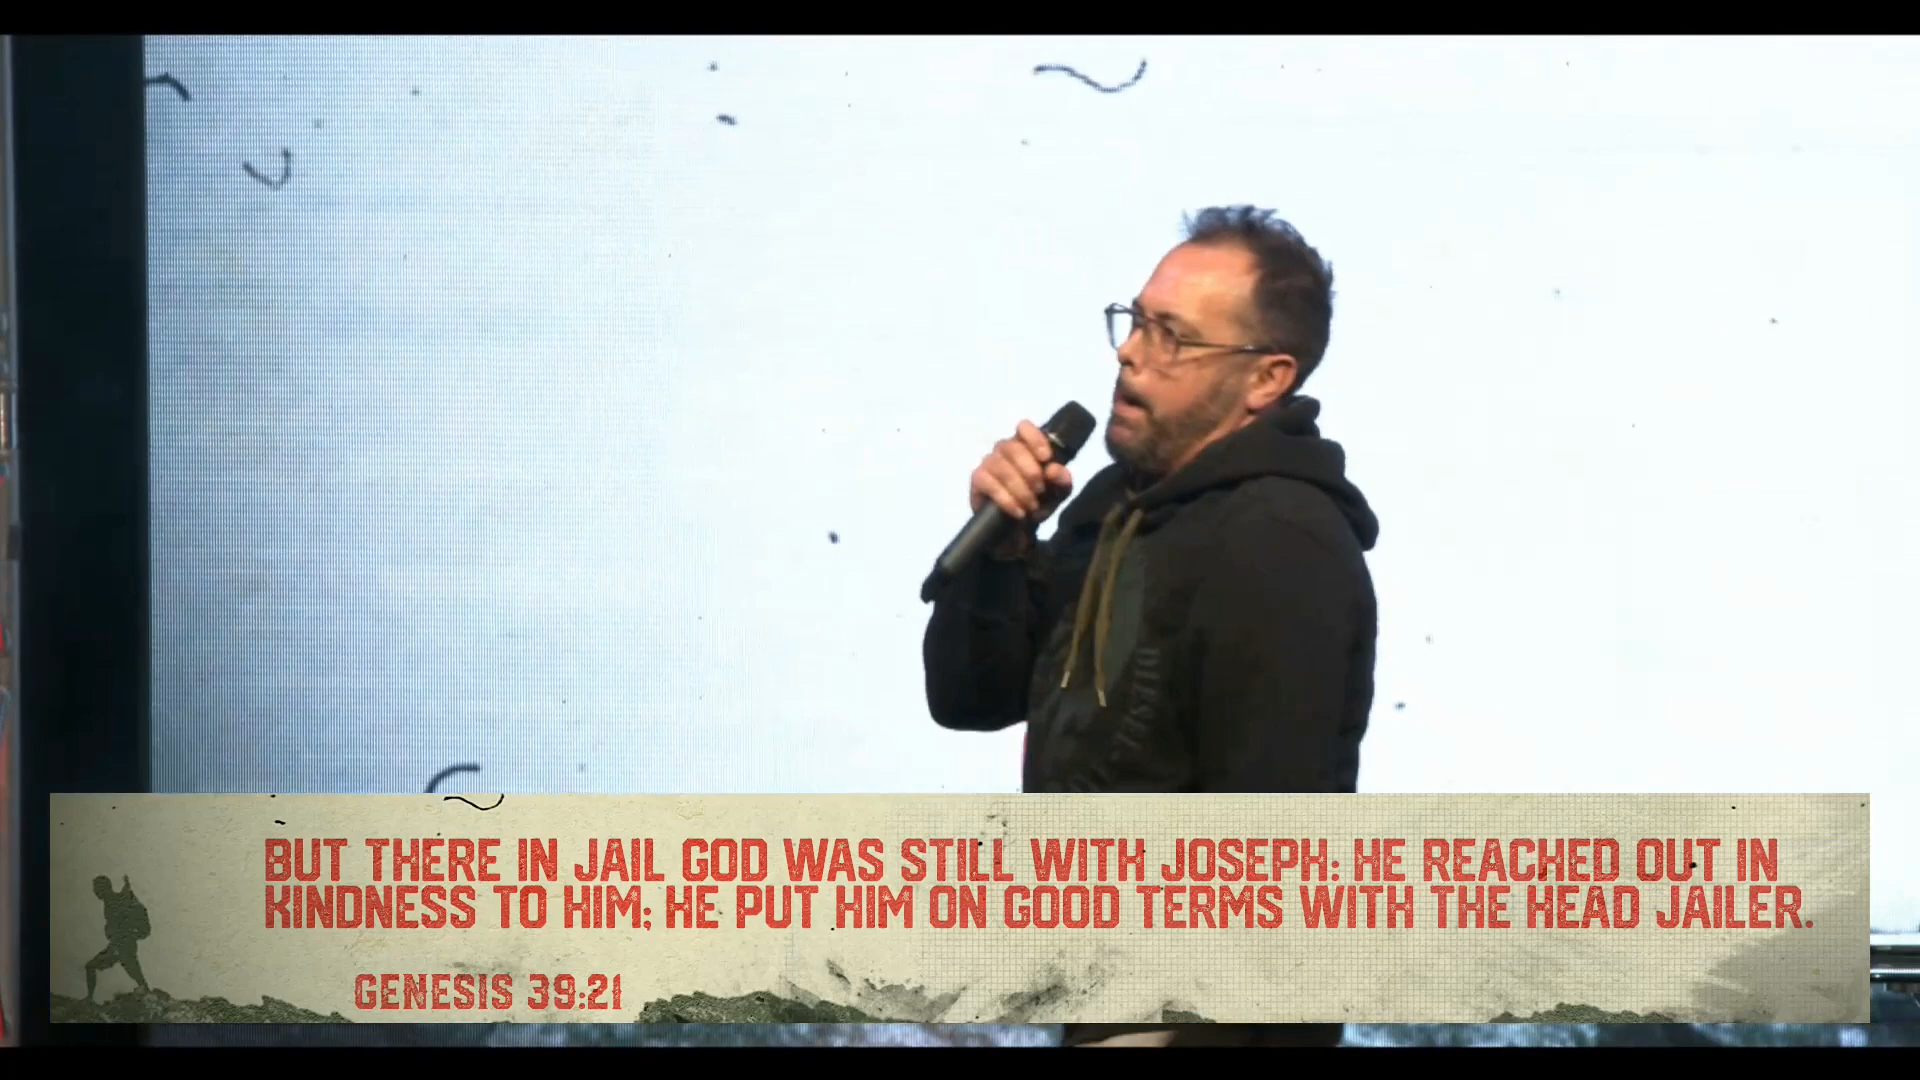 BUT THERE IN JAIL GOD WAS STILL WITH JOSEPH: HE REACHED OUT IN
KINDNESS TO HIM; HE PUT HIM ON GOOD TERMS WITH THE HEAD JAILER.
GENESIS 39:21
DIESEL